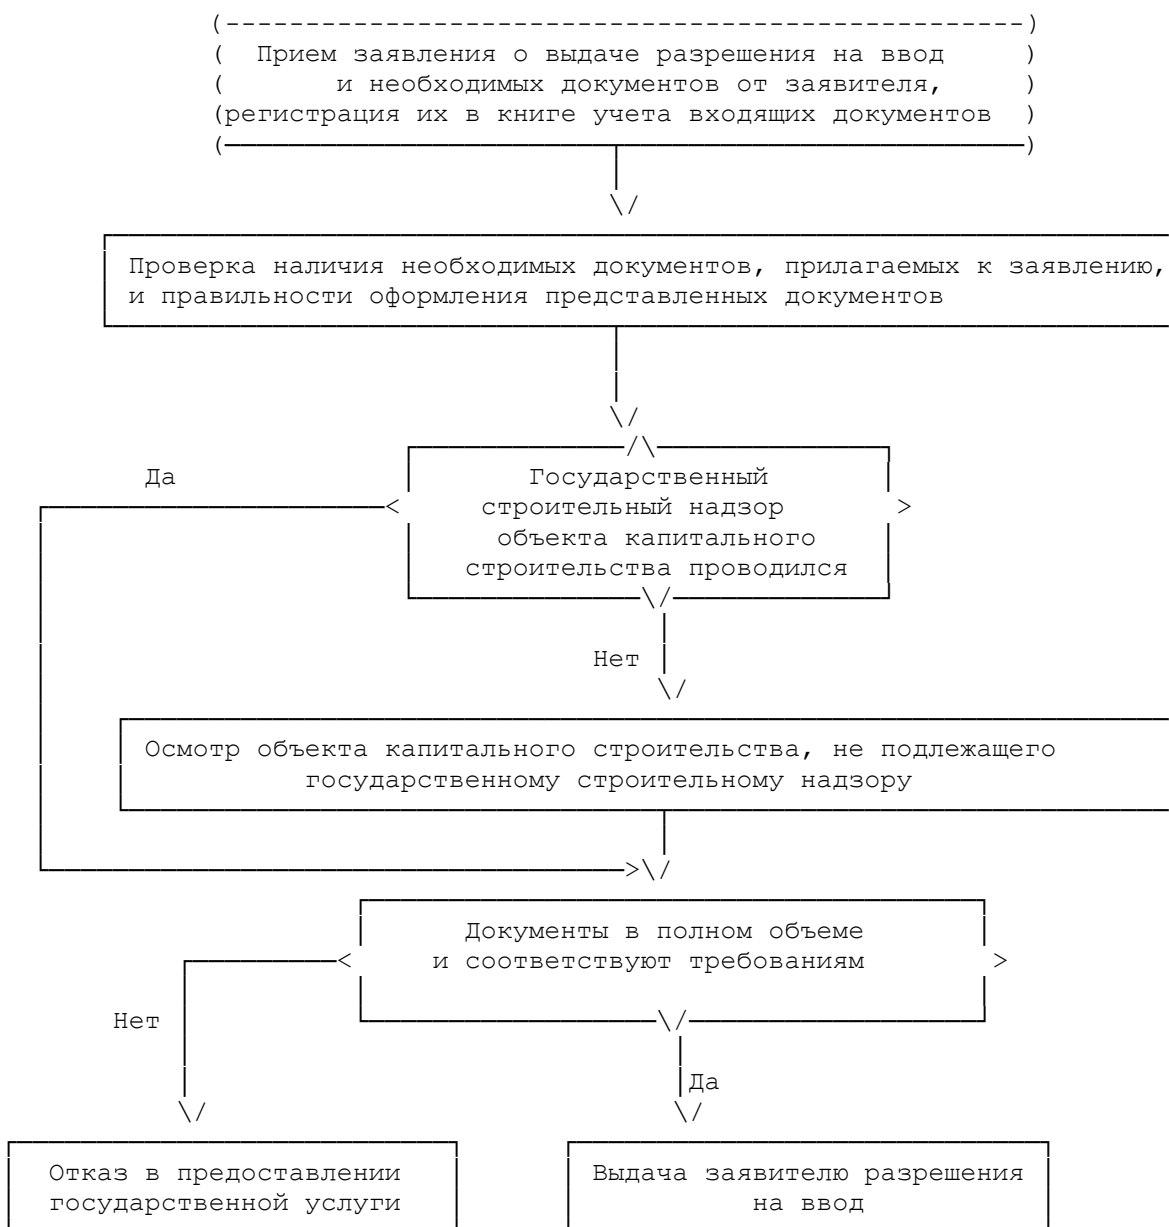 Прием заявления о выдаче разрешения на ввод
и необходимых документов от заявителя,
регистрация их в книге учета входящих документов
Проверка наличия необходимых документов, прилагаемых к заявлению,
и правильности оформления представленных документов
Да
Государственный
строительный надзор
объекта капитального
строительства проводился
Нет
Осмотр объекта капитального строительства, не подлежащего
государственному строительному надзору
Документы в полном объеме
и соответствуют требованиям
Нет
Да
Отказ в предоставлении
государственной услуги
Выдача заявителю разрешения
на ввод